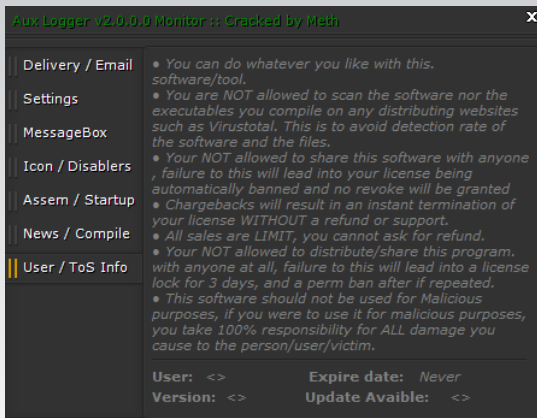 Aux Logger v2.0.0.0 Monitor :: Cracked by Meth
X
Delivery / Email
Settings
MessageBox
Icon / Disablers
Assem / Startup
News / Compile
User / ToS Info
● You can do whatever you like with this.
software/tool.
● You are NOT allowed to scan the software nor the
executables you compile on any distributing websites
such as Virustotal. This is to avoid detection rate of
the software and the files.
● Your NOT allowed to share this software with anyone
, failure to this will lead into your license being
automatically banned and no revoke will be granted
● Chargebacks will result in an instant termination of
your license WITHOUT a refund or support.
● All sales are LIMIT, you cannot ask for refund.
● Your NOT allowed to distribute/share this program.
with anyone at all, failure to this will lead into a license
lock for 3 days, and a perm ban after if repeated.
● This software should not be used for Malicious
purposes, if you were to use it for malicious purposes,
you take 100% responsibility for ALL damage you
cause to the person/user/victim.
User: <> Expire date: Never
Version: <> Update Avaible: <>